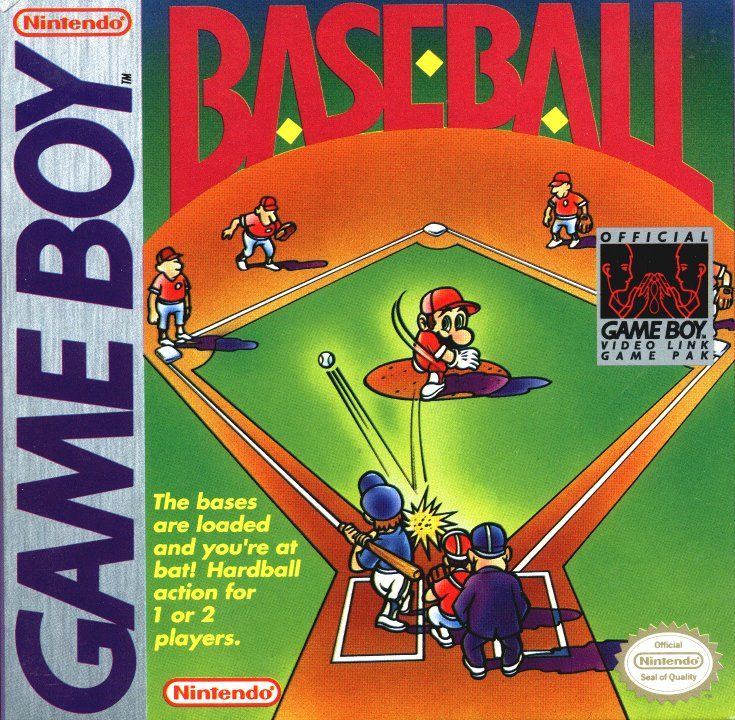 Nintendo®
GAME BOY™
BASEBALL
OFFICIAL
GAME BOY™
VIDEO LINK
GAME PAK
The bases
are loaded
and you're at
bat! Hardball
action for
1 or 2
players.
Nintendo®
Official
Nintendo
Seal of Quality